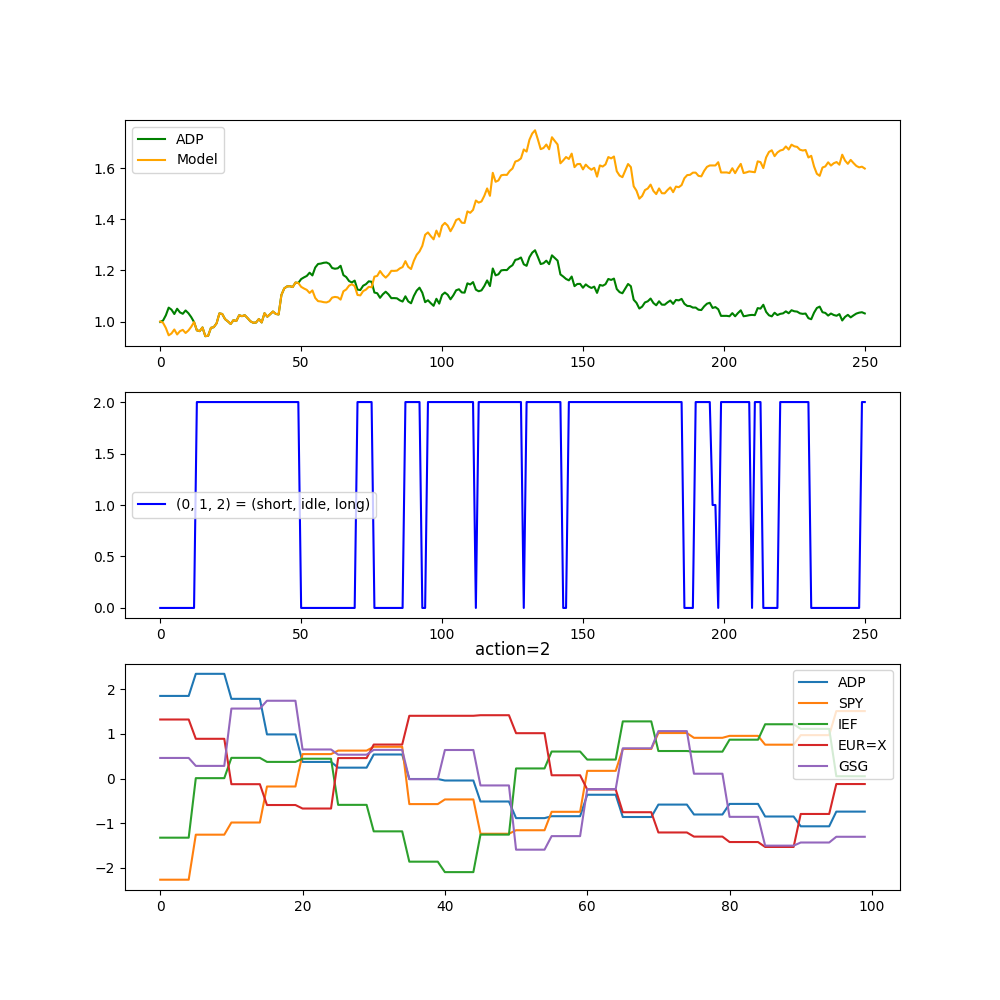 ADP
Model
1.6
1.4
1.2
1.0
0 50 100 150 200 250
2.0
1.5
1.0
0.5
0.0
(0, 1, 2) = (short, idle, long)
0 50 100 150 200 250
action=2
2
1
0
−1
−2
ADP
SPY
IEF
EUR=X
GSG
0 20 40 60 80 100